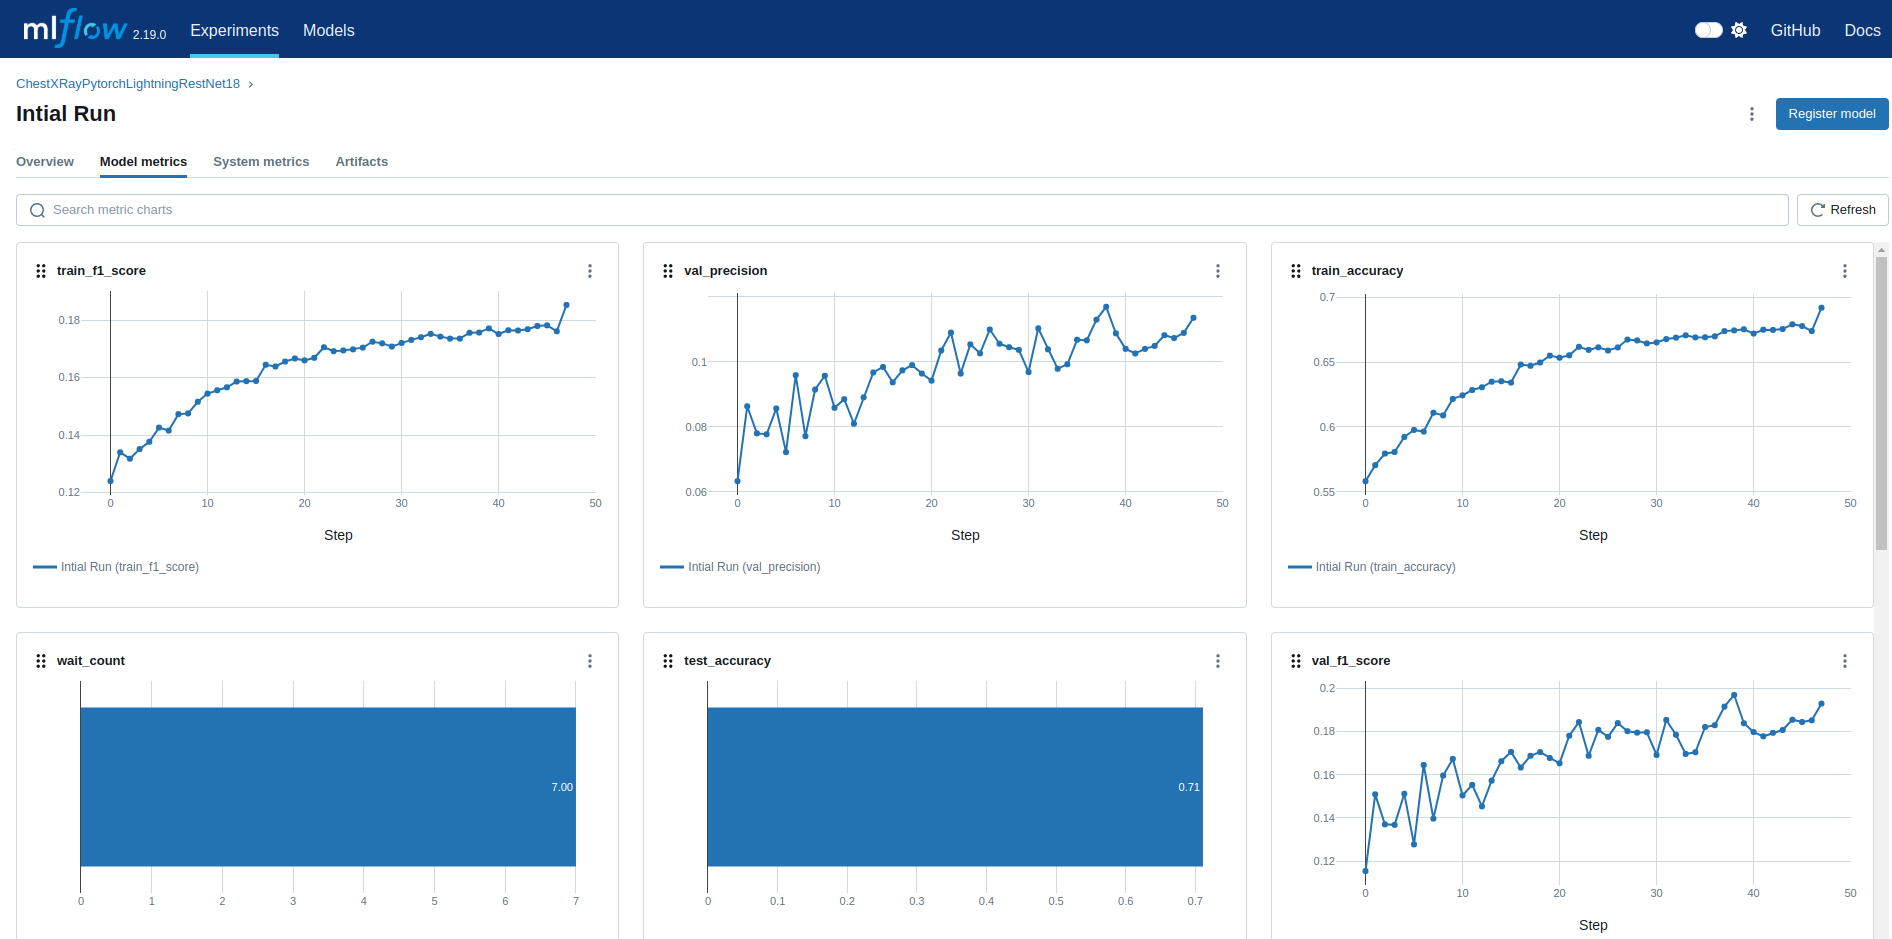 mlflow 2.19.0 Experiments Models GitHub Docs
ChestXRayPytorchLightningRestNet18 ›
Intial Run
Register model
Overview Model metrics System metrics Artifacts
Search metric charts
Refresh
train_f1_score
0.18
0.16
0.14
0.12
0 10 20 30 40 50
Step
Intial Run (train_f1_score)
val_precision
0.1
0.08
0.06
0 10 20 30 40 50
Step
Intial Run (val_precision)
train_accuracy
0.7
0.65
0.6
0.55
0 10 20 30 40 50
Step
Intial Run (train_accuracy)
wait_count
7.00
0 1 2 3 4 5 6 7
test_accuracy
0.71
0 0.1 0.2 0.3 0.4 0.5 0.6 0.7
val_f1_score
0.2
0.18
0.16
0.14
0.12
0 10 20 30 40 50
Step